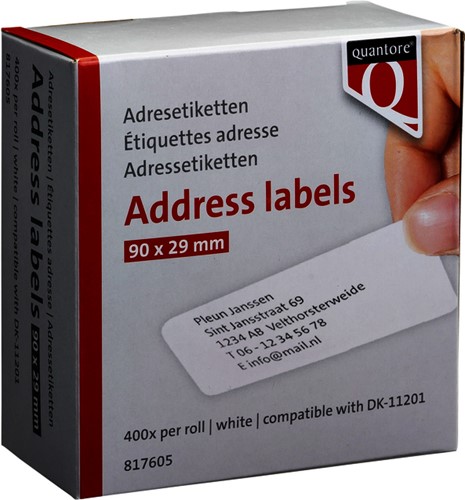 quantore®
Q
Adresetiketten
Étiquettes adresse
Adressetiketten
Address labels
90 x 29 mm
Pleun Janssen
Sint Jansstraat 69
1234 AB Velthorsterweide
T 06 - 12 34 56 78
E info@mail.nl
400x per roll | white | compatible with DK-11201
817605
Adresetiketten | Étiquettes adresse | Adressetiketten
Address labels 90 x 29 mm
400x per roll | white | compatible with DK-11201
817605